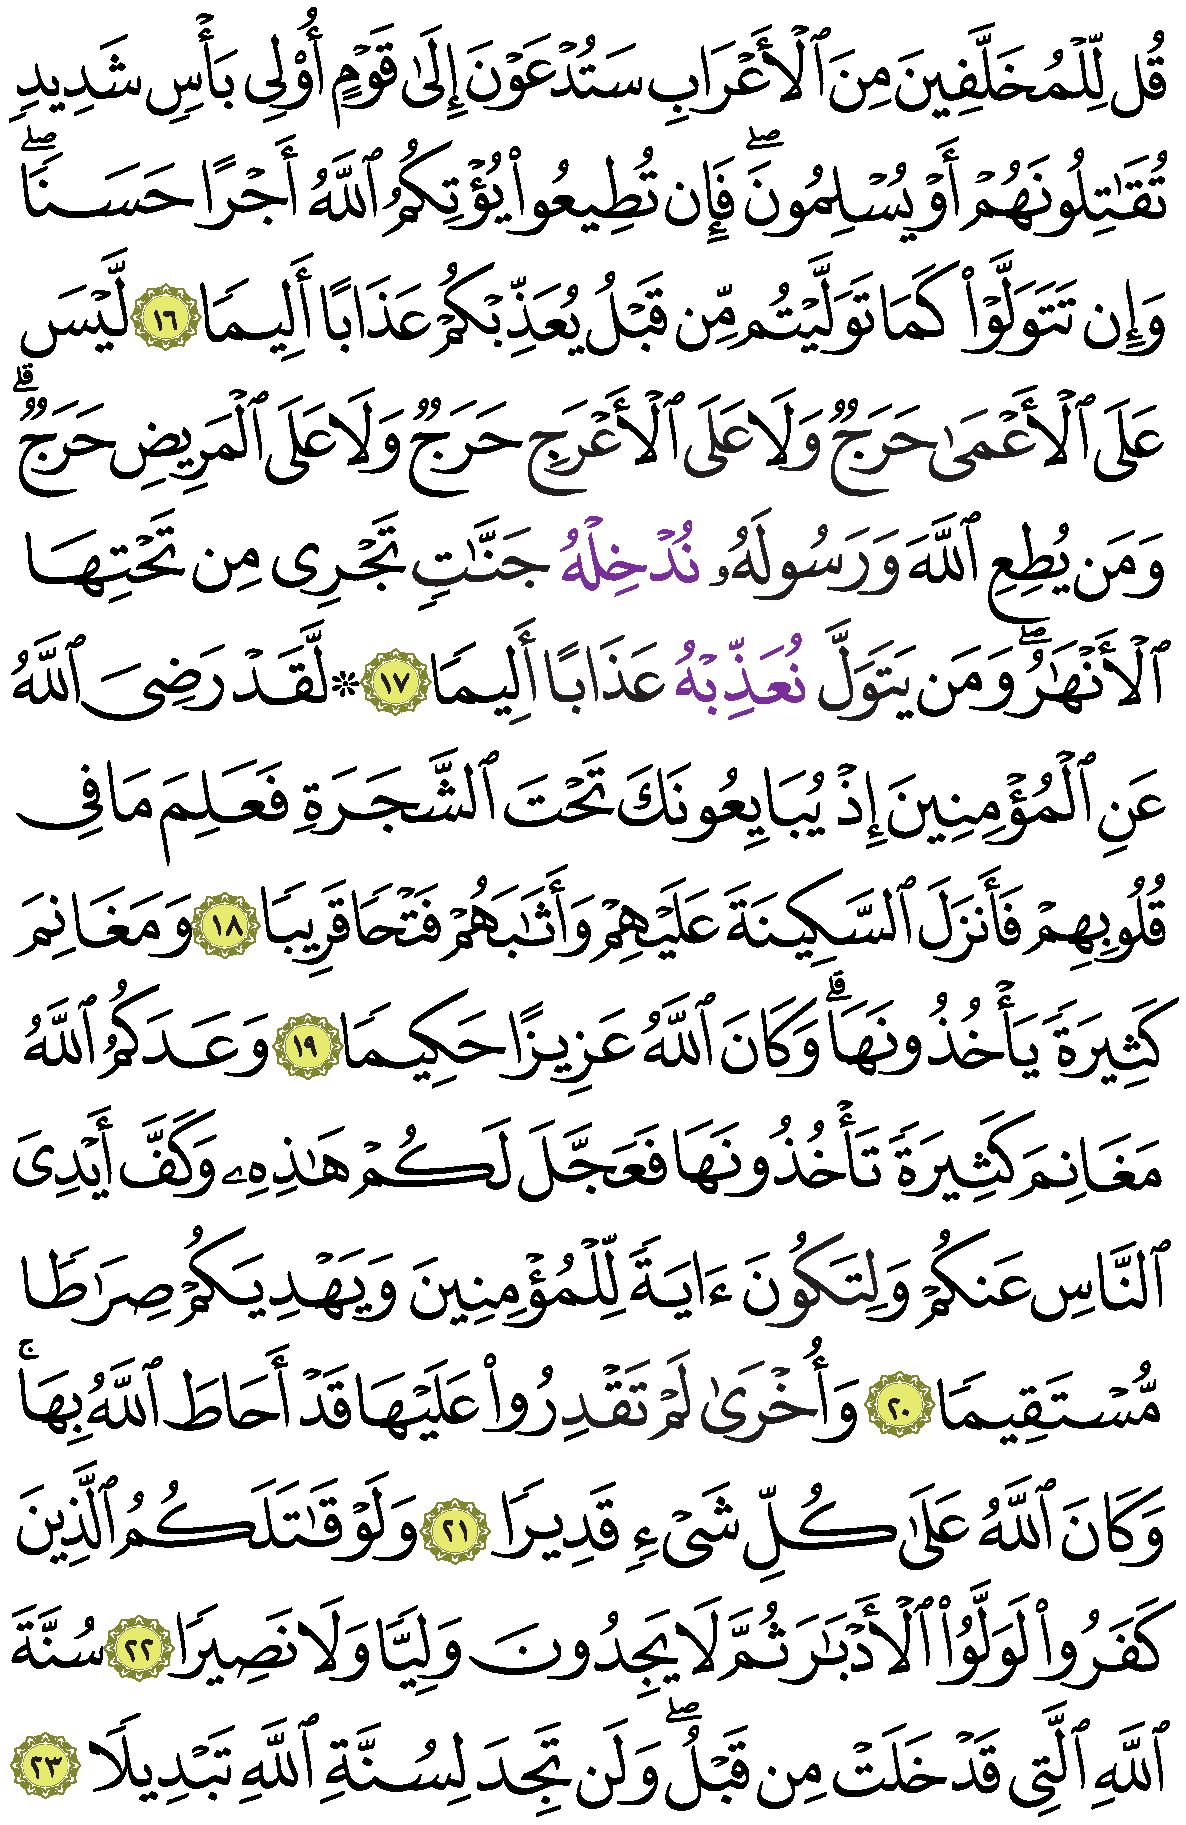 قُل لِّلْمُخَلَّفِينَ مِنَ ٱلْأَعْرَابِ سَتُدْعَوْنَ إِلَىٰ قَوْمٍ أُو۟لِى بَأْسٍ شَدِيدٍ
تُقَـٰتِلُونَهُمْ أَوْ يُسْلِمُونَ ۖ فَإِن تُطِيعُوا۟ يُؤْتِكُمُ ٱللَّهُ أَجْرًا حَسَنًا ۖ
وَإِن تَتَوَلَّوْا۟ كَمَا تَوَلَّيْتُم مِّن قَبْلُ يُعَذِّبْكُمْ عَذَابًا أَلِيمًا ١٦ لَّيْسَ
عَلَى ٱلْأَعْمَىٰ حَرَجٌ وَلَا عَلَى ٱلْأَعْرَجِ حَرَجٌ وَلَا عَلَى ٱلْمَرِيضِ حَرَجٌ ۗ
وَمَن يُطِعِ ٱللَّهَ وَرَسُولَهُۥ نُدْخِلْهُ جَنَّـٰتٍ تَجْرِى مِن تَحْتِهَا
ٱلْأَنْهَـٰرُ ۖ وَمَن يَتَوَلَّ نُعَذِّبْهُ عَذَابًا أَلِيمًا ١٧ ۞ لَّقَدْ رَضِىَ ٱللَّهُ
عَنِ ٱلْمُؤْمِنِينَ إِذْ يُبَايِعُونَكَ تَحْتَ ٱلشَّجَرَةِ فَعَلِمَ مَا فِى
قُلُوبِهِمْ فَأَنزَلَ ٱلسَّكِينَةَ عَلَيْهِمْ وَأَثَـٰبَهُمْ فَتْحًا قَرِيبًا ١٨ وَمَغَانِمَ
كَثِيرَةً يَأْخُذُونَهَا ۗ وَكَانَ ٱللَّهُ عَزِيزًا حَكِيمًا ١٩ وَعَدَكُمُ ٱللَّهُ
مَغَانِمَ كَثِيرَةً تَأْخُذُونَهَا فَعَجَّلَ لَكُمْ هَـٰذِهِۦ وَكَفَّ أَيْدِىَ
ٱلنَّاسِ عَنكُمْ وَلِتَكُونَ ءَايَةً لِّلْمُؤْمِنِينَ وَيَهْدِيَكُمْ صِرَٰطًا
مُّسْتَقِيمًا ٢٠ وَأُخْرَىٰ لَمْ تَقْدِرُوا۟ عَلَيْهَا قَدْ أَحَاطَ ٱللَّهُ بِهَا ۚ
وَكَانَ ٱللَّهُ عَلَىٰ كُلِّ شَىْءٍ قَدِيرًا ٢١ وَلَوْ قَـٰتَلَكُمُ ٱلَّذِينَ
كَفَرُوا۟ لَوَلَّوُا۟ ٱلْأَدْبَـٰرَ ثُمَّ لَا يَجِدُونَ وَلِيًّا وَلَا نَصِيرًا ٢٢ سُنَّةَ
ٱللَّهِ ٱلَّتِى قَدْ خَلَتْ مِن قَبْلُ ۖ وَلَن تَجِدَ لِسُنَّةِ ٱللَّهِ تَبْدِيلًا ٢٣